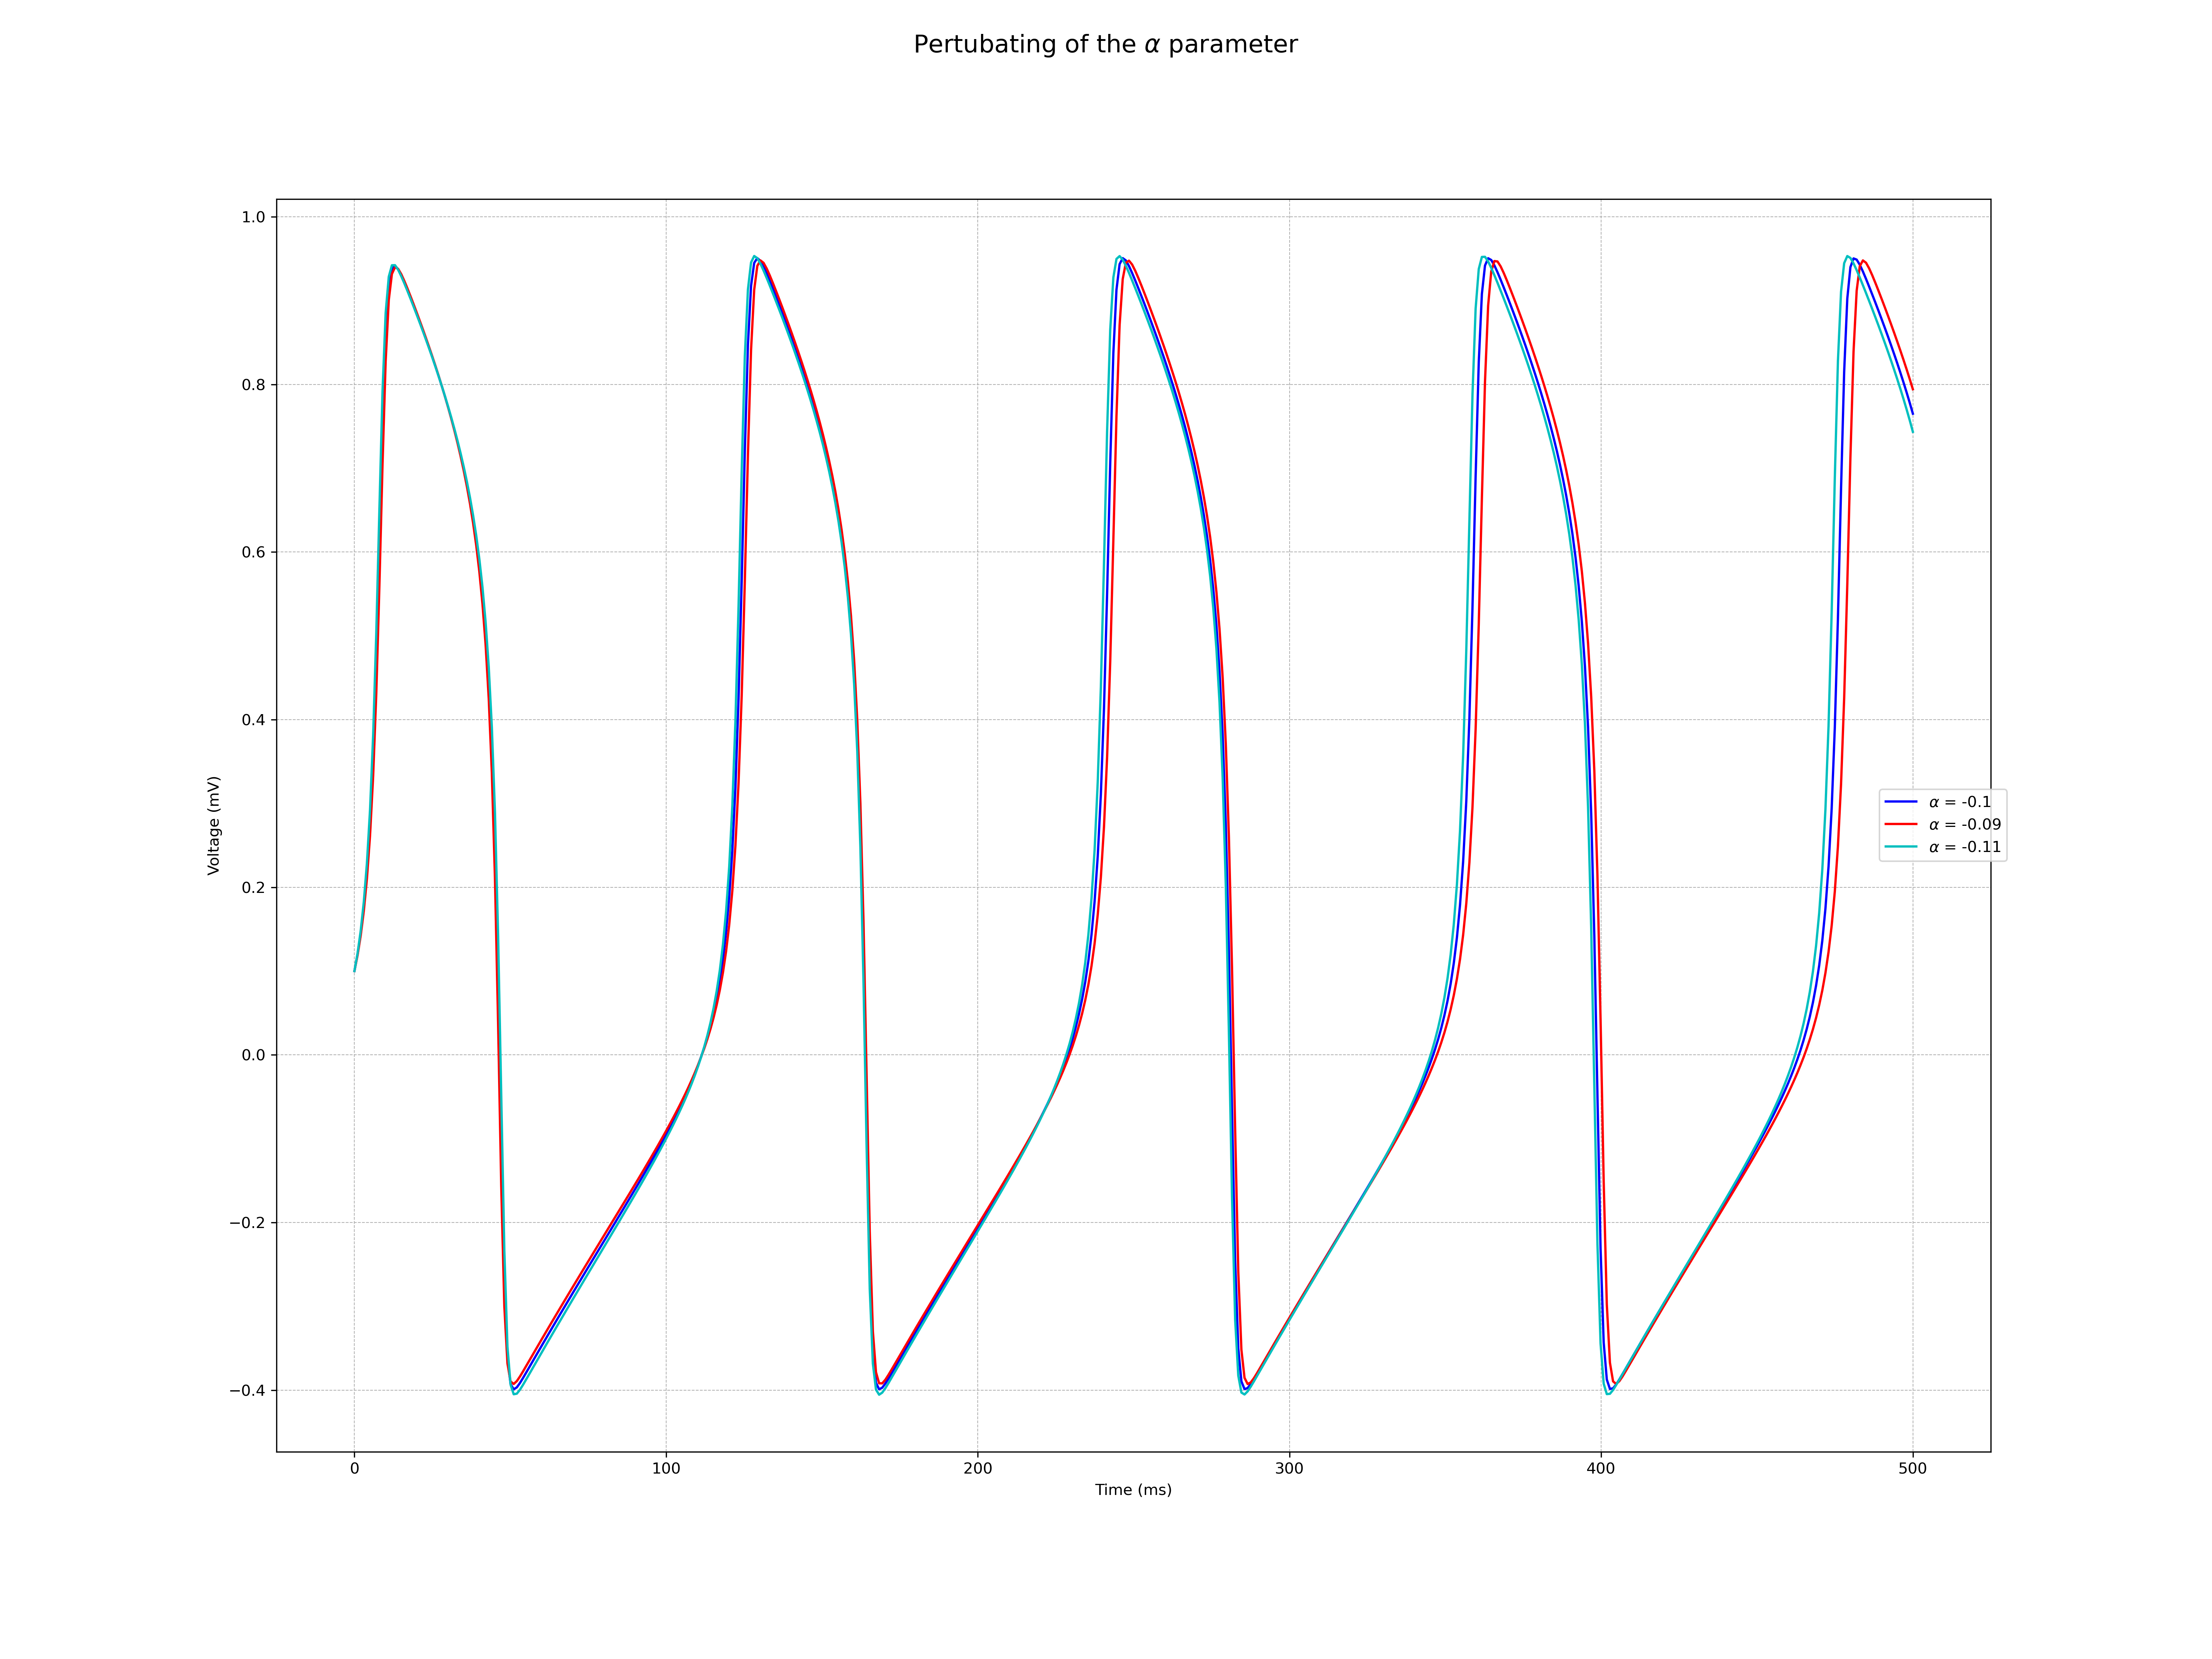 Pertubating of the α parameter
1.0
0.8
0.6
0.4
0.2
0.0
−0.2
−0.4
Voltage (mV)
α = -0.1
α = -0.09
α = -0.11
0 100 200 300 400 500
Time (ms)